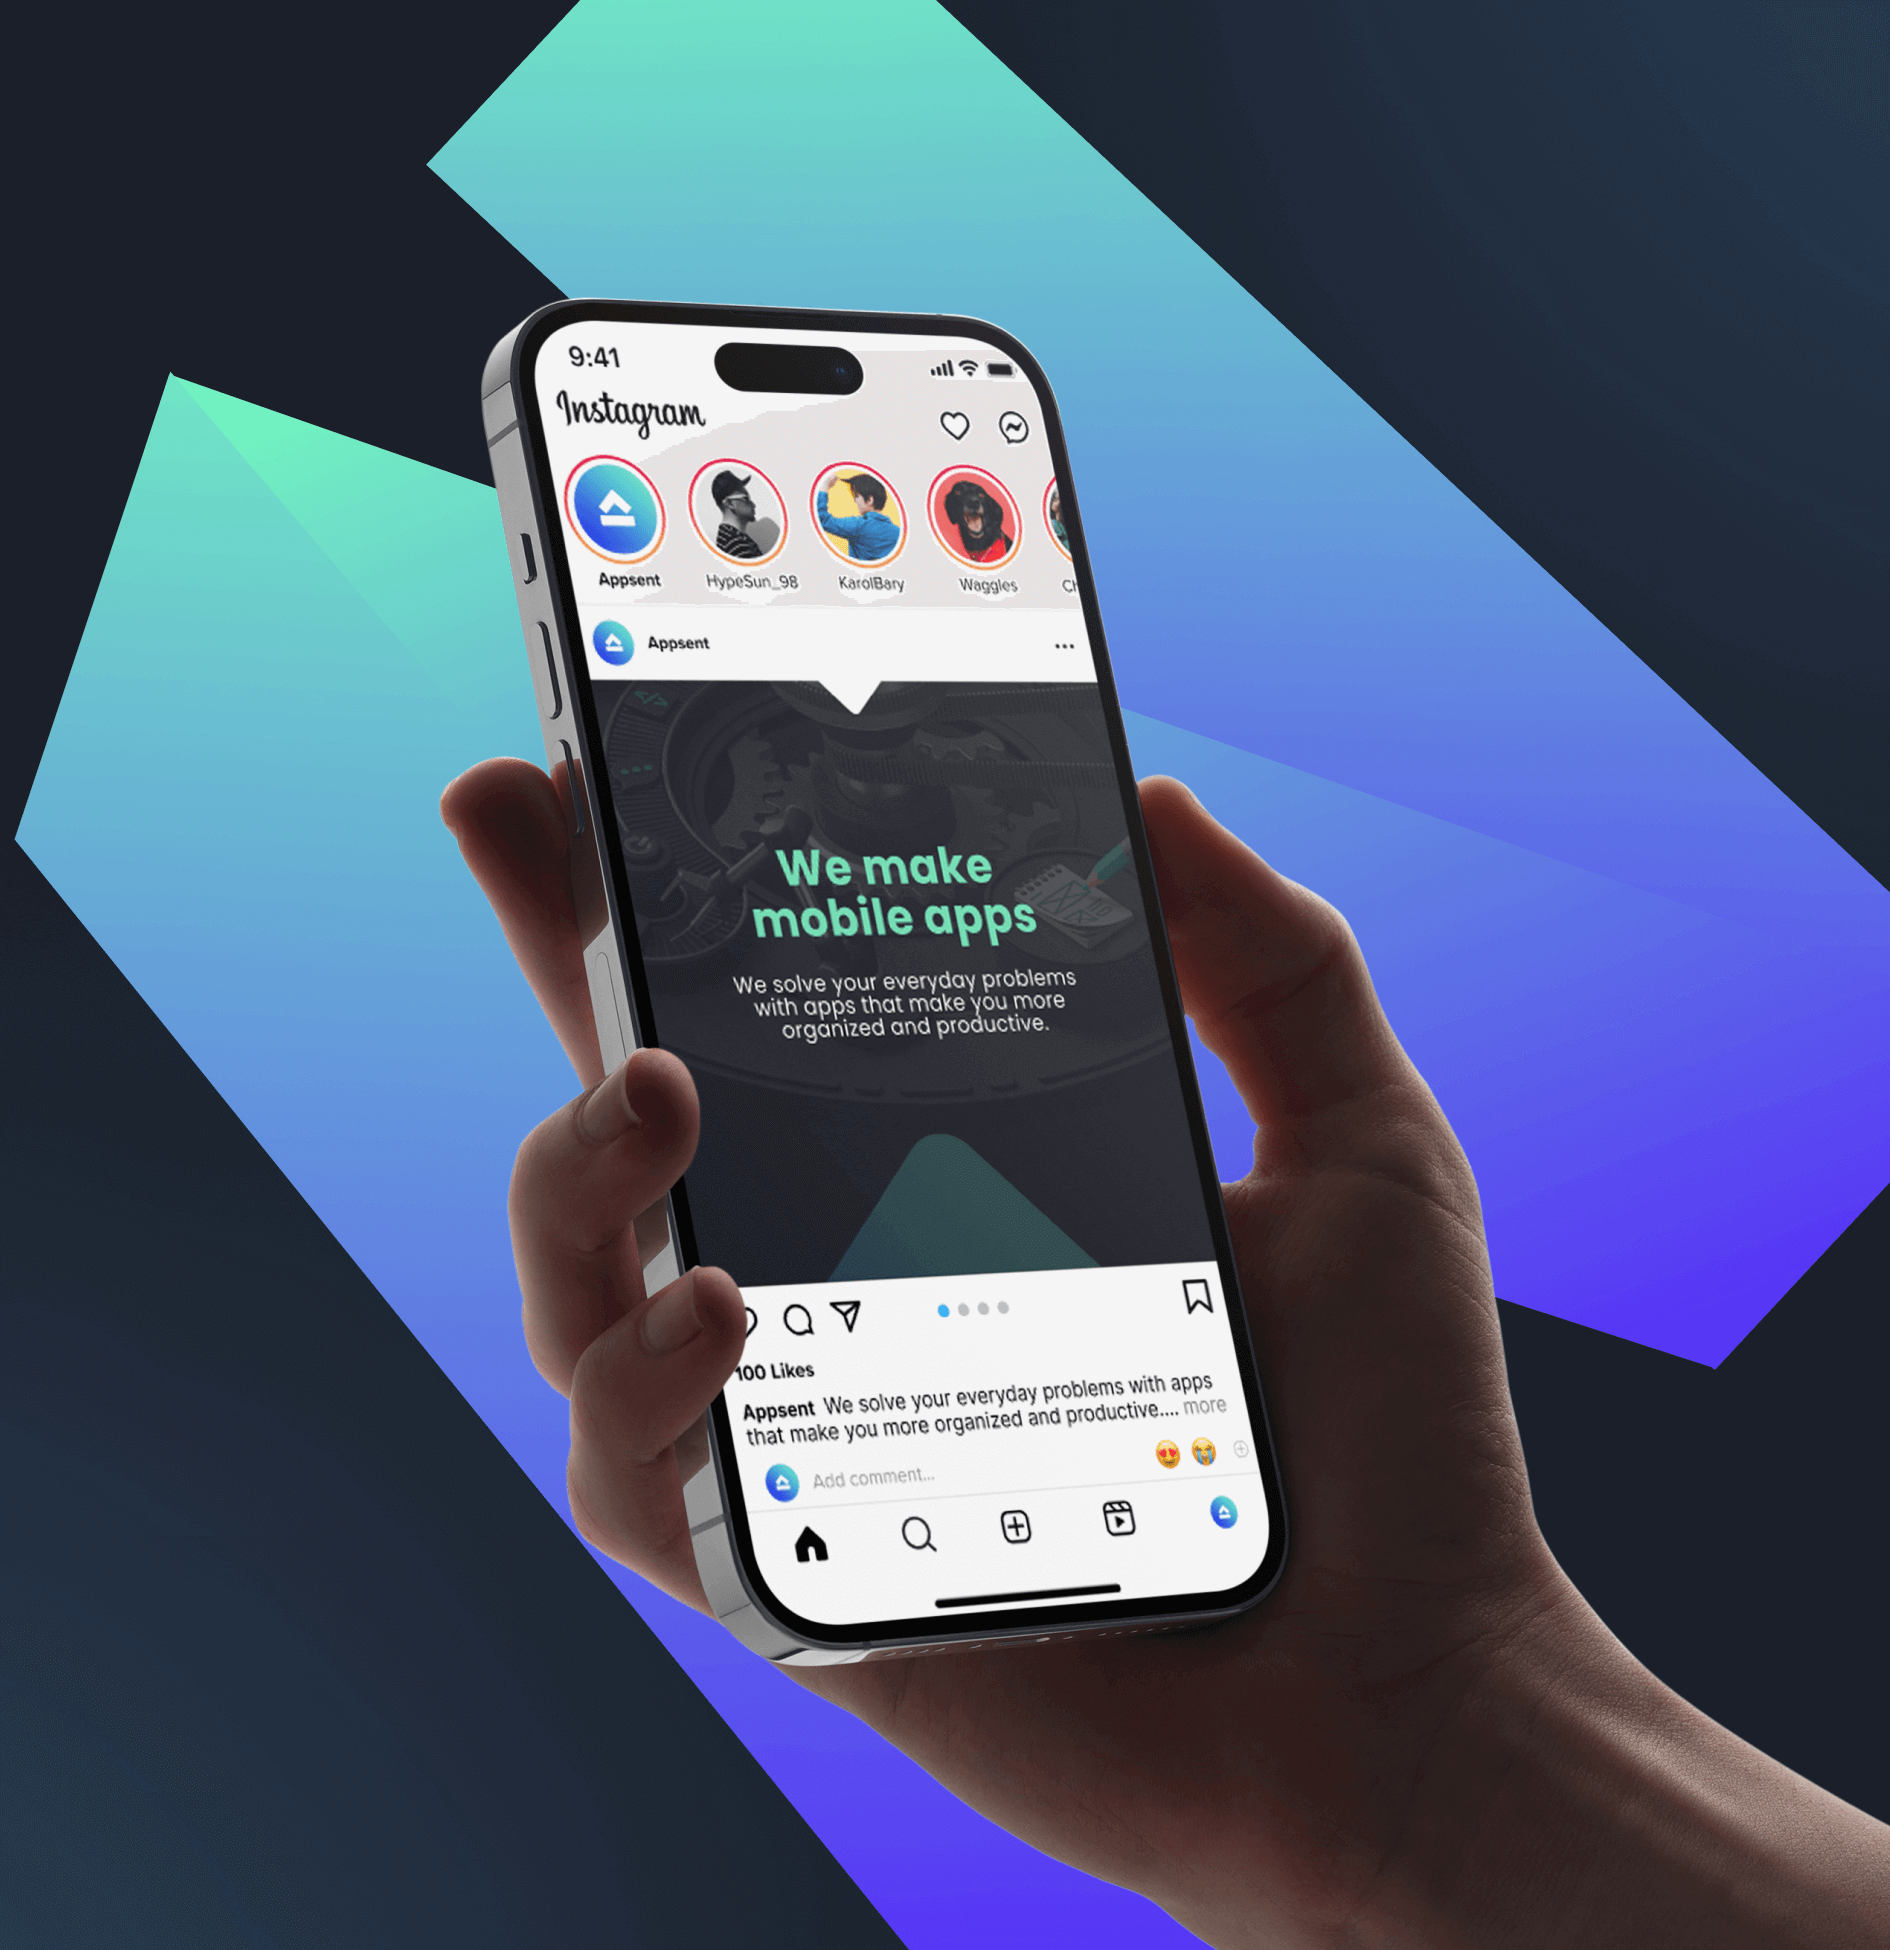 9:41
Instagram
Appsent
HypeSun_98
KarolBary
Waggles
Appsent
We make
mobile apps
We solve your everyday problems
with apps that make you more
organized and productive.
100 Likes
Appsent We solve your everyday problems with apps
that make you more organized and productive.... more
Add comment...